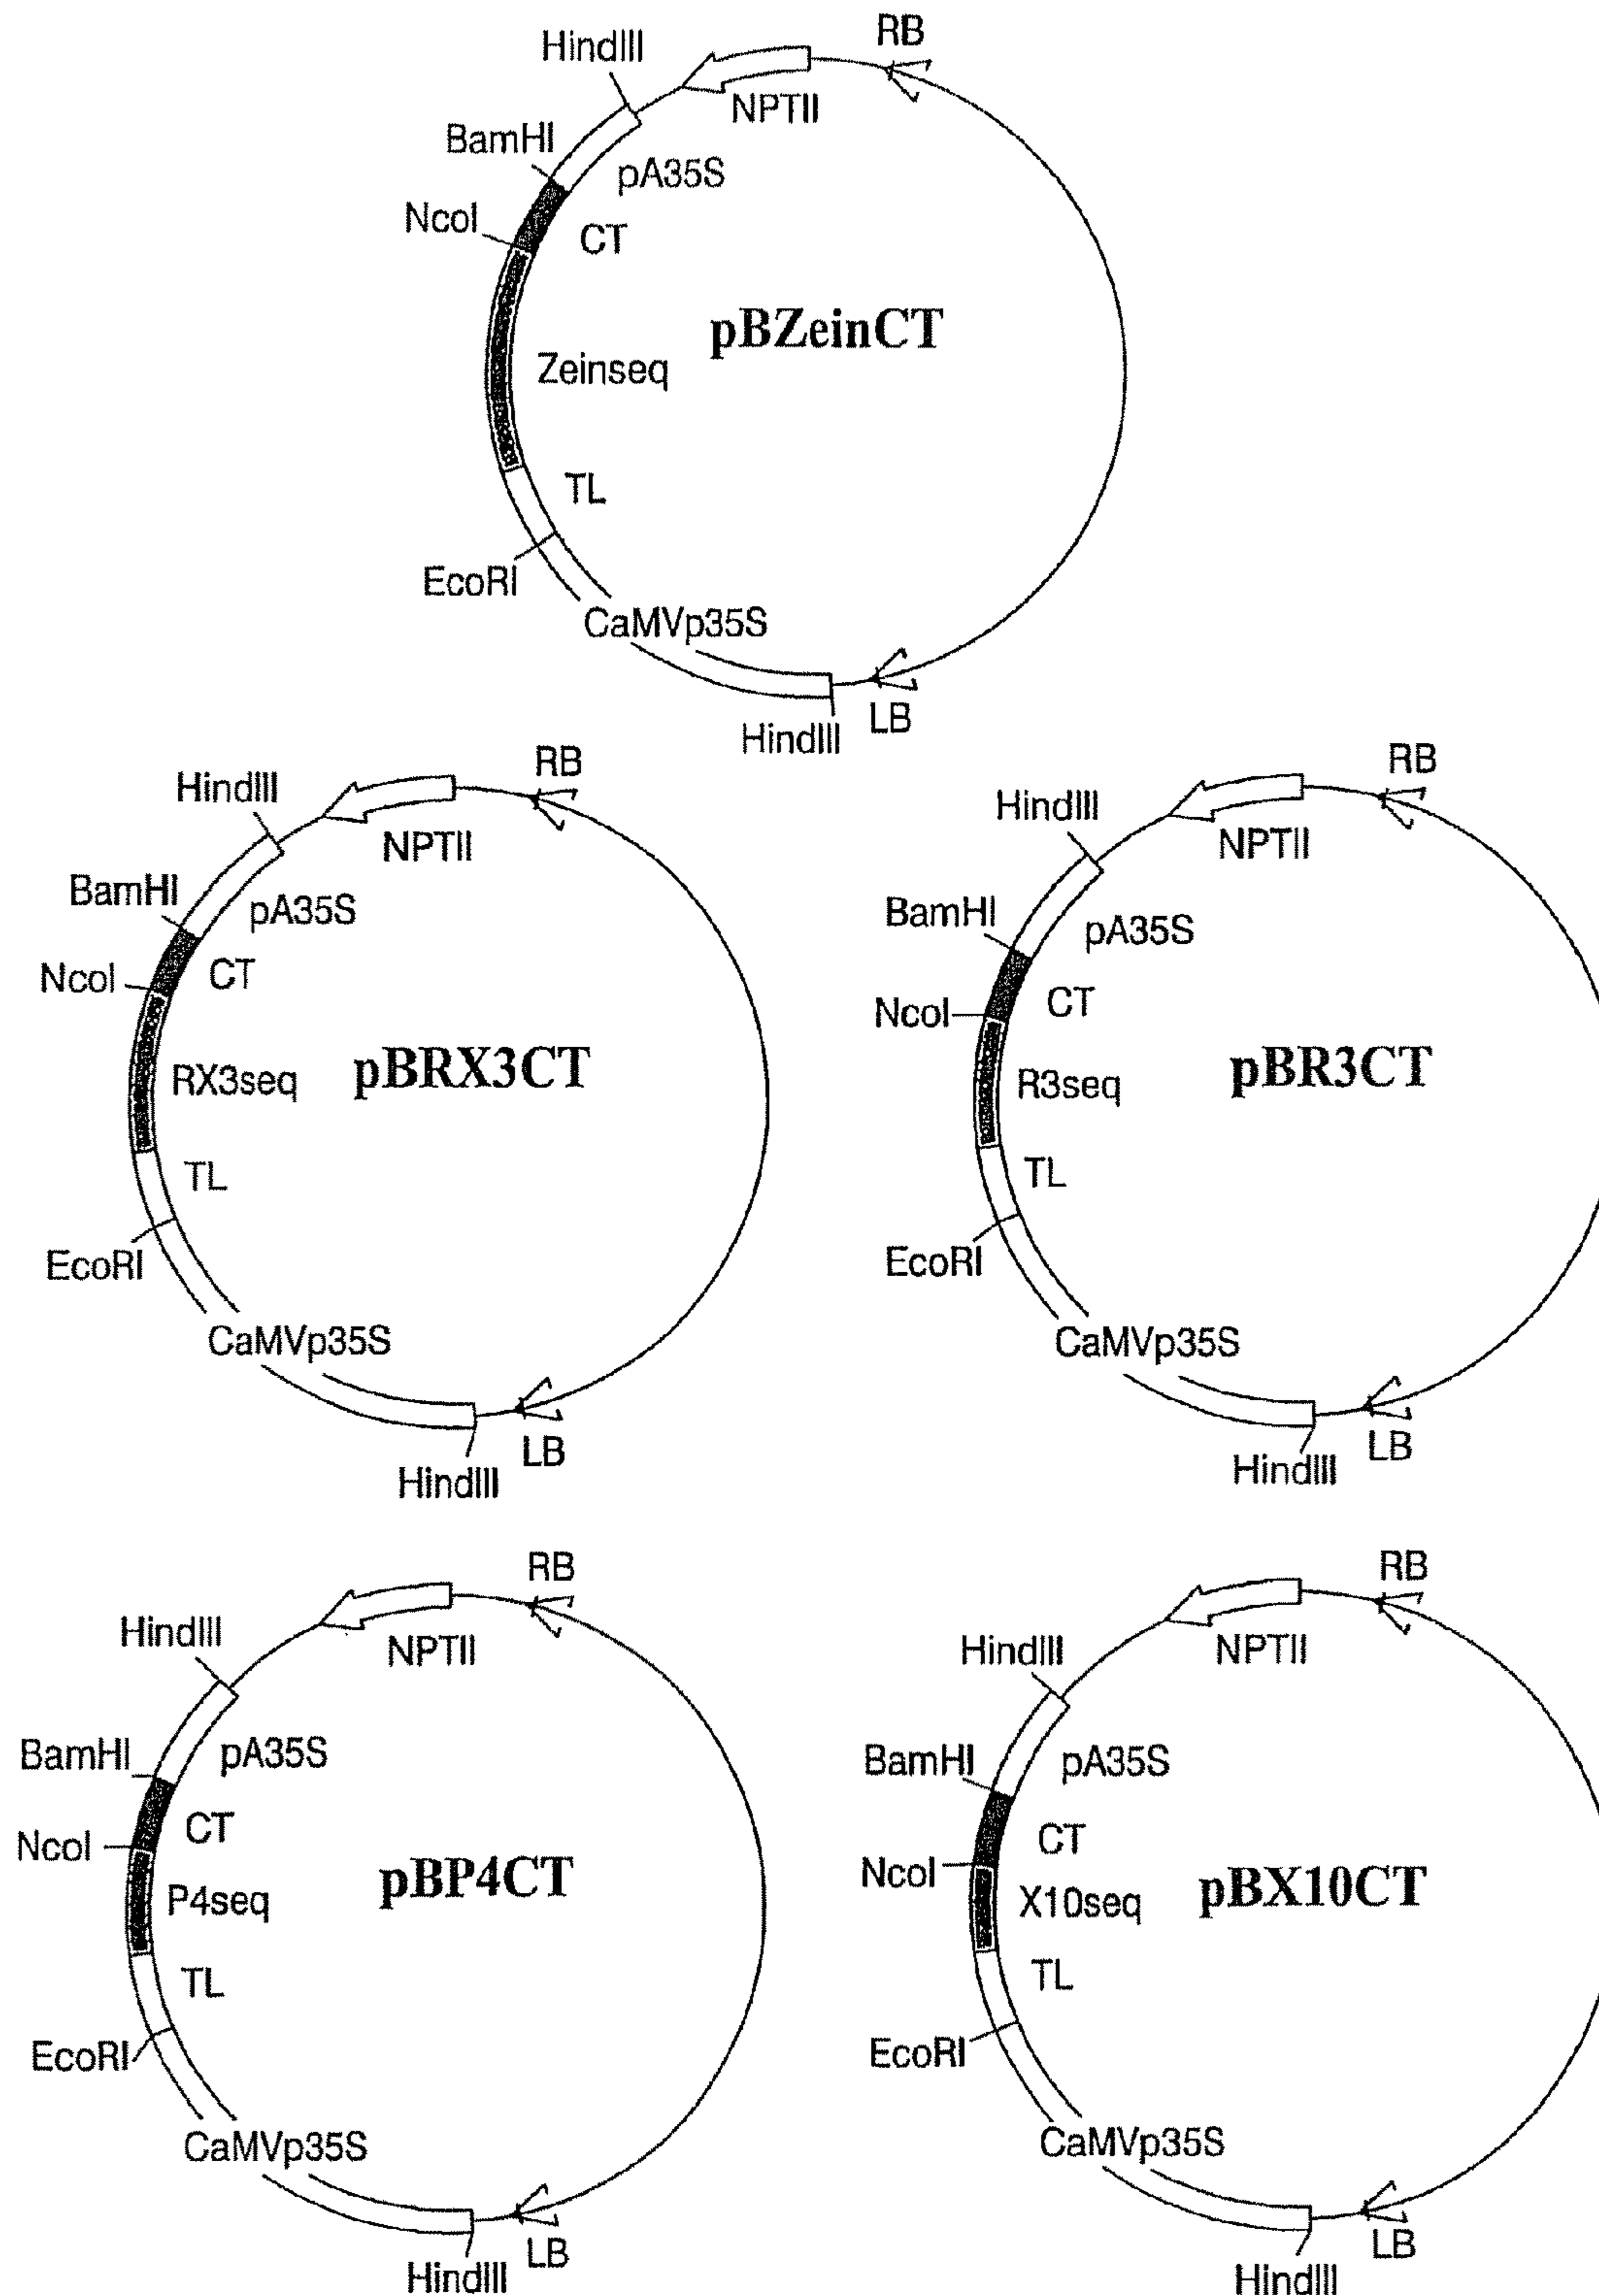 RB
HindIII
NPTII
BamHI
pA35S
NcoI
CT
pBZeinCT
Zeinseq
TL
EcoRI
CaMVp35S
LB
HindIII
RB
HindIII
NPTII
BamHI
pA35S
NcoI
CT
RX3seq
pBRX3CT
TL
EcoRI
CaMVp35S
LB
HindIII
RB
HindIII
NPTII
BamHI
pA35S
NcoI
CT
R3seq
pBR3CT
TL
EcoRI
CaMVp35S
LB
HindIII
RB
HindIII
NPTII
BamHI
pA35S
CT
NcoI
P4seq
pBP4CT
TL
EcoRI
CaMVp35S
LB
HindIII
RB
HindIII
NPTII
BamHI
pA35S
CT
NcoI
X10seq
pBX10CT
TL
EcoRI
CaMVp35S
LB
HindIII